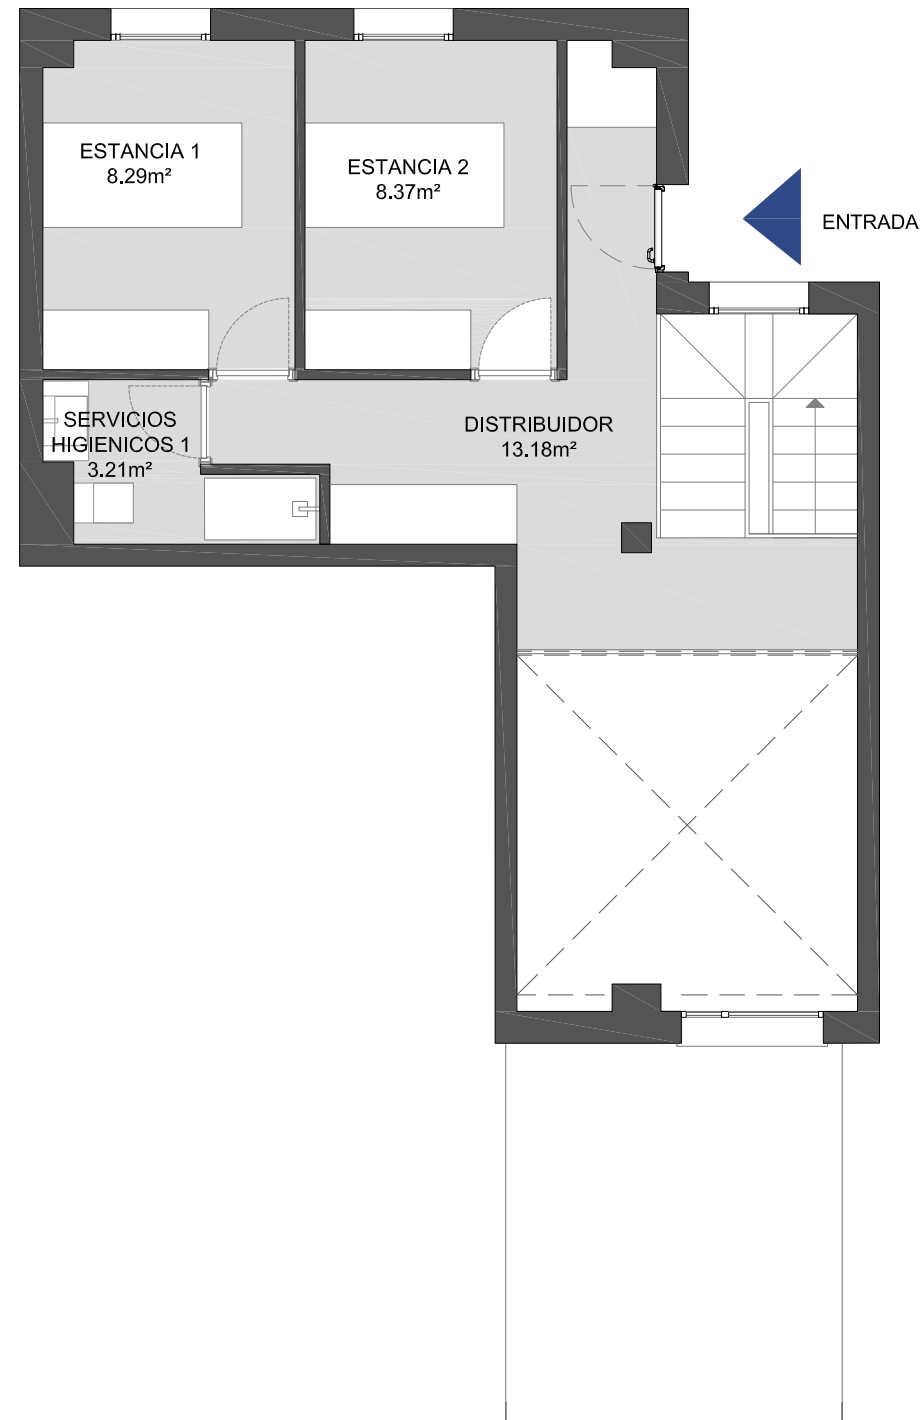 ESTANCIA 1
8.29m²
ESTANCIA 2
8.37m²
ENTRADA
SERVICIOS
HIGIENICOS 1
3.21m²
DISTRIBUIDOR
13.18m²